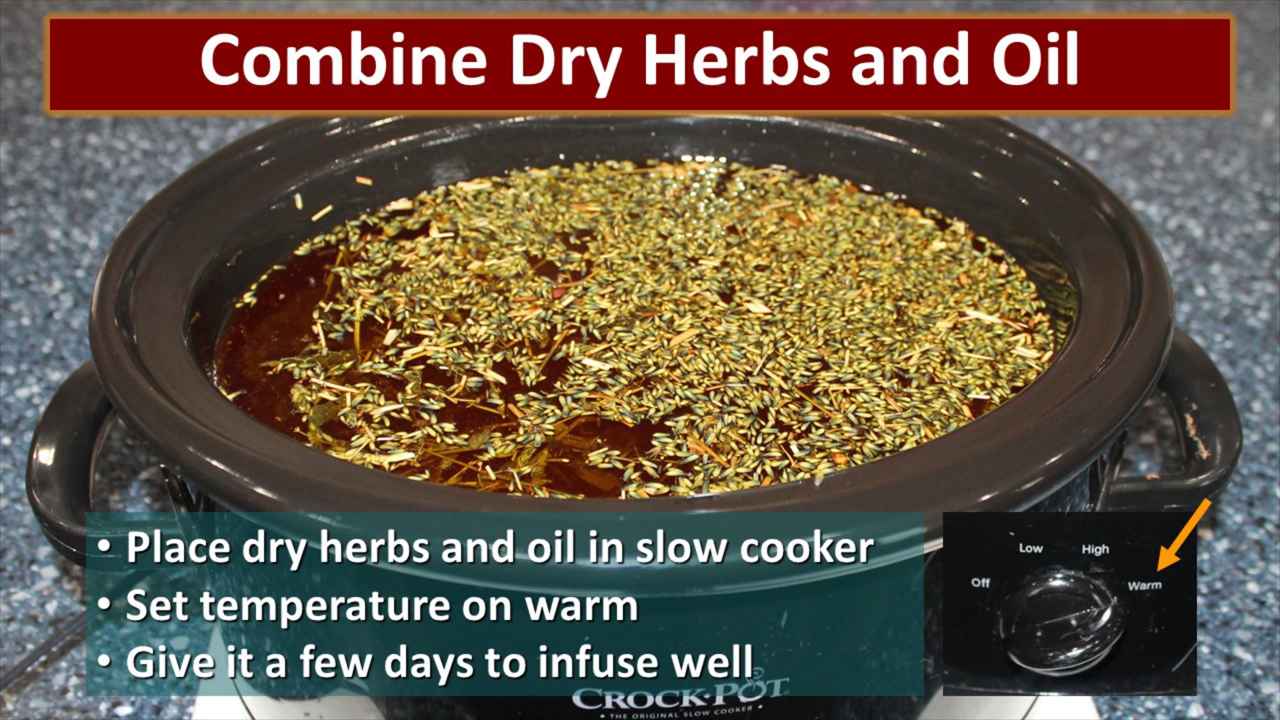 Combine Dry Herbs and Oil
• Place dry herbs and oil in slow cooker
• Set temperature on warm
• Give it a few days to infuse well
Low High
Off Warm
CROCK•POT
• THE ORIGINAL SLOW COOKER •